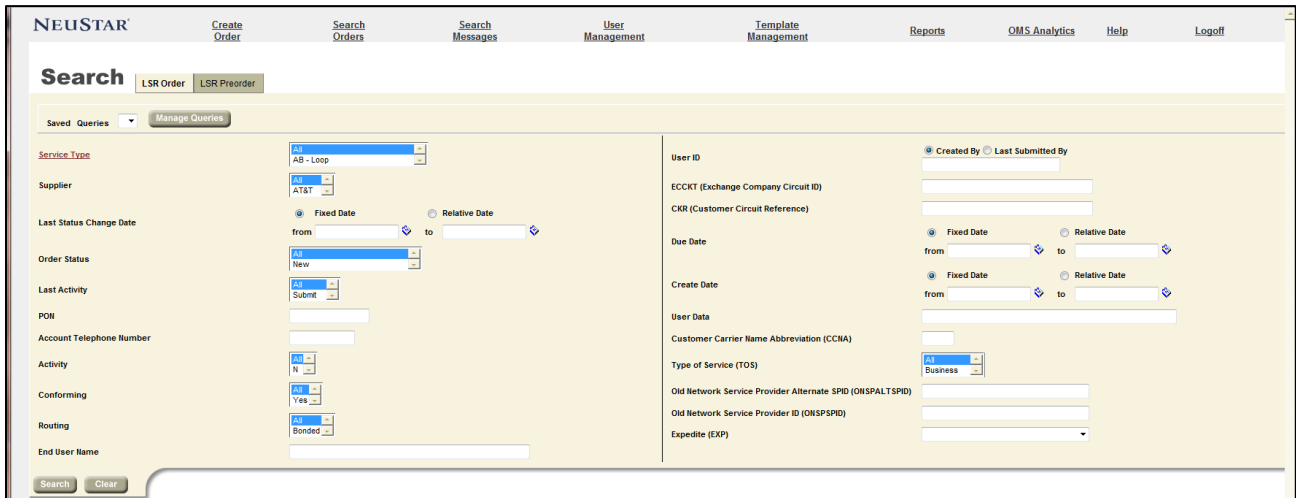 NEUSTAR
Create Order
Search Orders
Search Messages
User Management
Template Management
Reports
OMS Analytics
Help
Logoff
Search
LSR Order
LSR Preorder
Saved Queries
Manage Queries
Service Type
All
AB - Loop
Supplier
All
AT&T
Last Status Change Date
Fixed Date
Relative Date
from
to
Order Status
All
New
Last Activity
All
Submit
PON
Account Telephone Number
Activity
All
N
Conforming
All
Yes
Routing
All
Bonded
End User Name
User ID
Created By
Last Submitted By
ECCKT (Exchange Company Circuit ID)
CKR (Customer Circuit Reference)
Due Date
Fixed Date
Relative Date
from
to
Create Date
Fixed Date
Relative Date
from
to
User Data
Customer Carrier Name Abbreviation (CCNA)
Type of Service (TOS)
All
Business
Old Network Service Provider Alternate SPID (ONSPALTSPID)
Old Network Service Provider ID (ONSPSPID)
Expedite (EXP)
Search
Clear